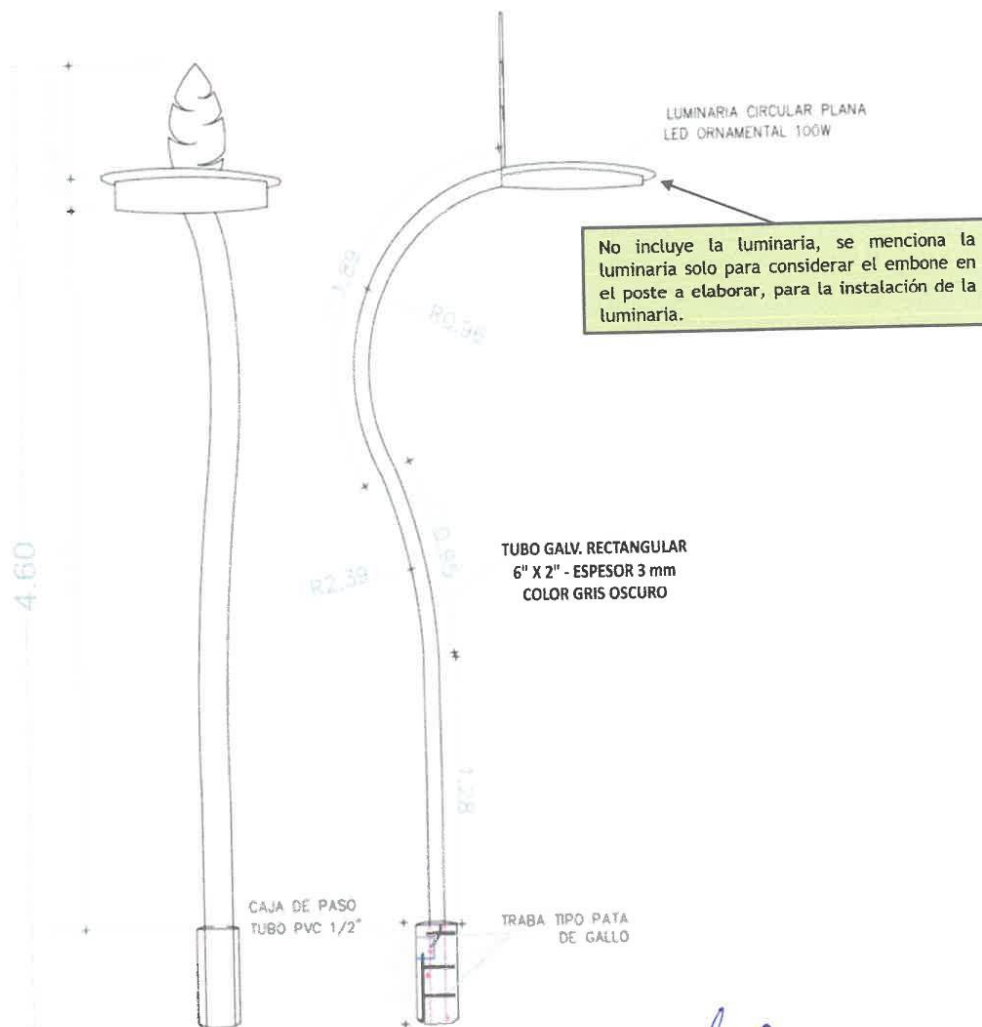 LUMINARIA CIRCULAR PLANA
LED ORNAMENTAL 100W
No incluye la luminaria, se menciona la
luminaria solo para considerar el embone en
el poste a elaborar, para la instalación de la
luminaria.
1.89
R0.96
4.60
R2.39
0.95
TUBO GALV. RECTANGULAR
6" X 2" - ESPESOR 3 mm
COLOR GRIS OSCURO
1.28
CAJA DE PASO
TUBO PVC 1/2"
TRABA TIPO PATA
DE GALLO